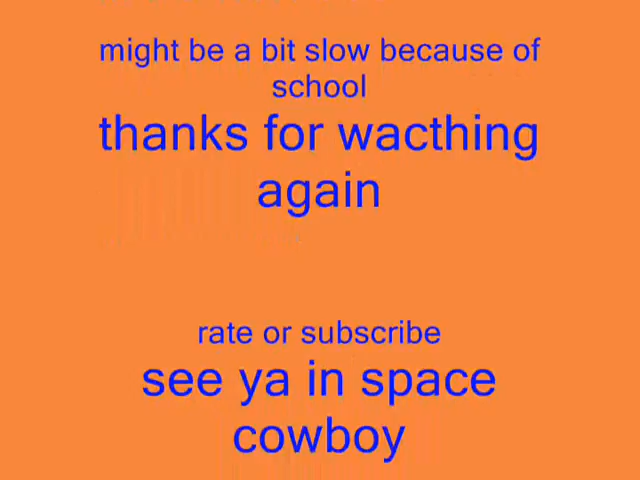 might be a bit slow because of
school
thanks for wacthing
again
rate or subscribe
see ya in space
cowboy